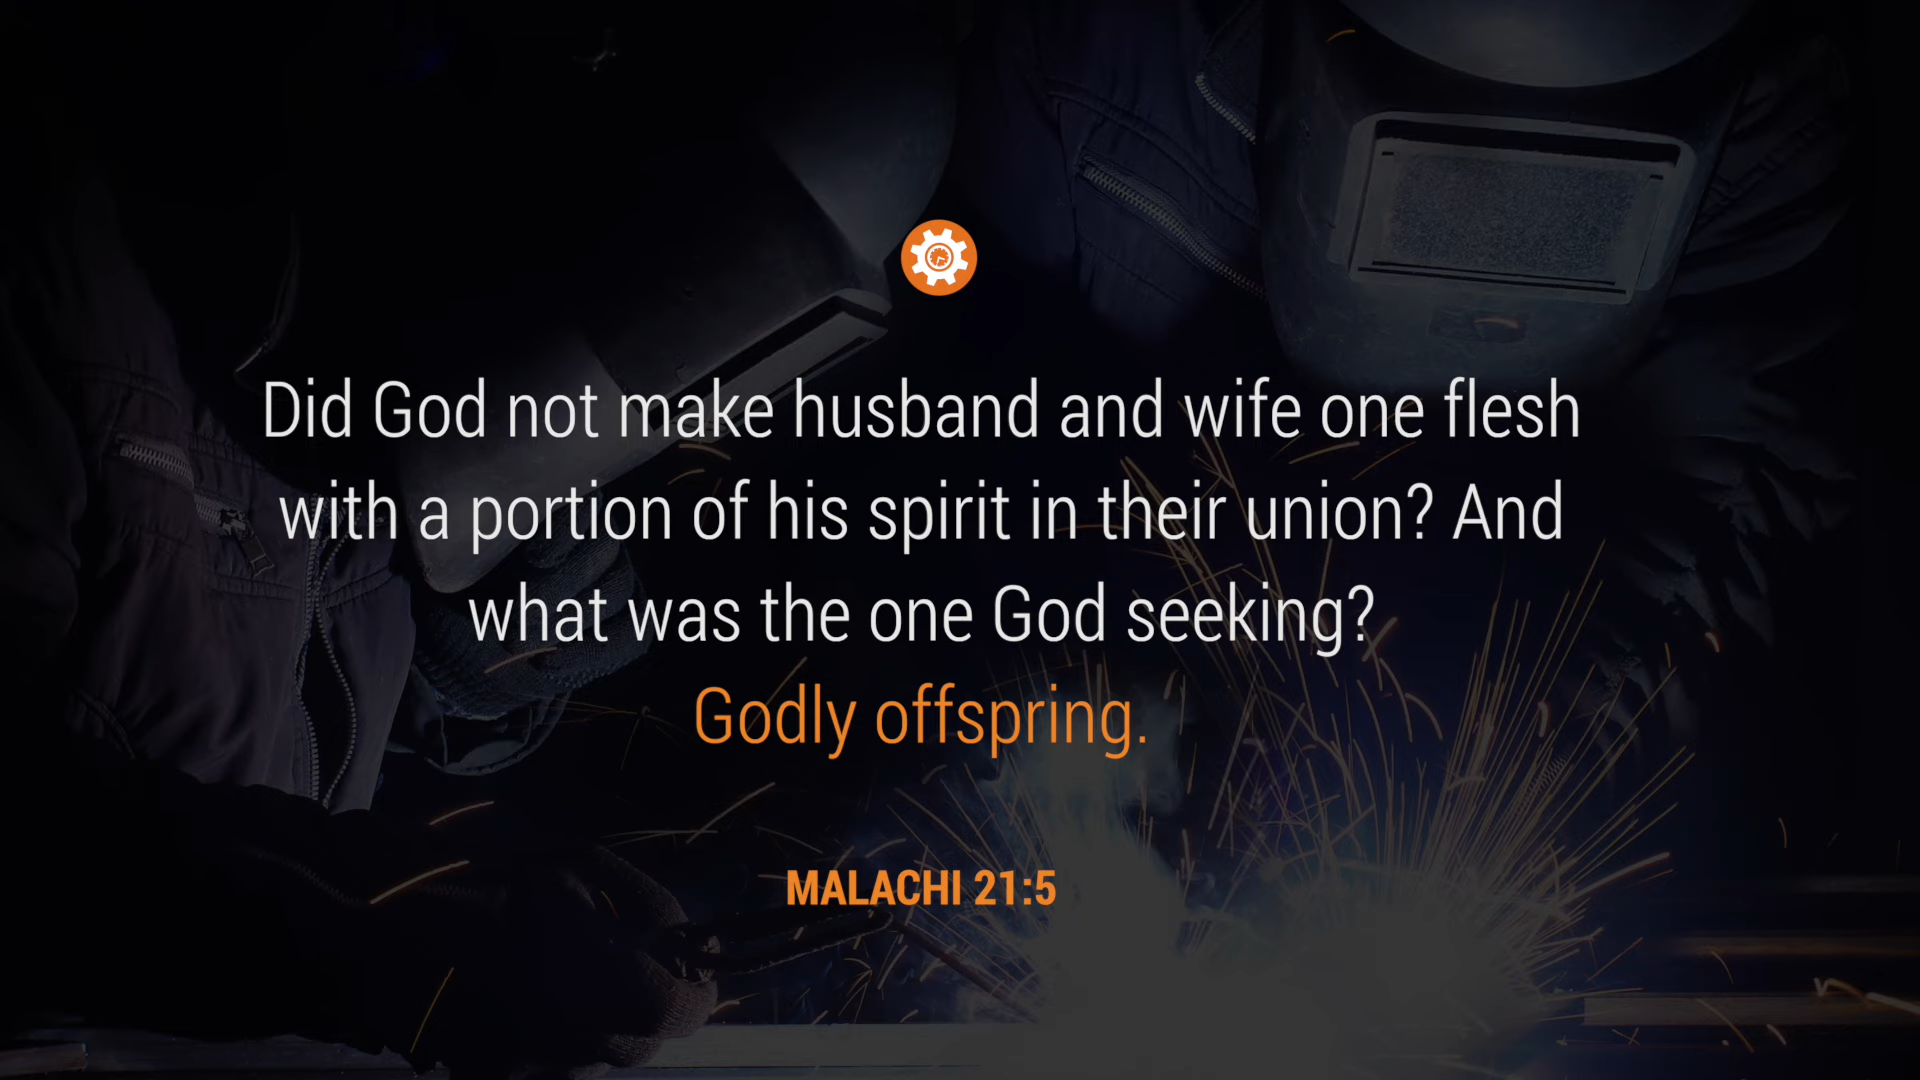 Did God not make husband and wife one flesh
with a portion of his spirit in their union? And
what was the one God seeking?
Godly offspring.
MALACHI 21:5